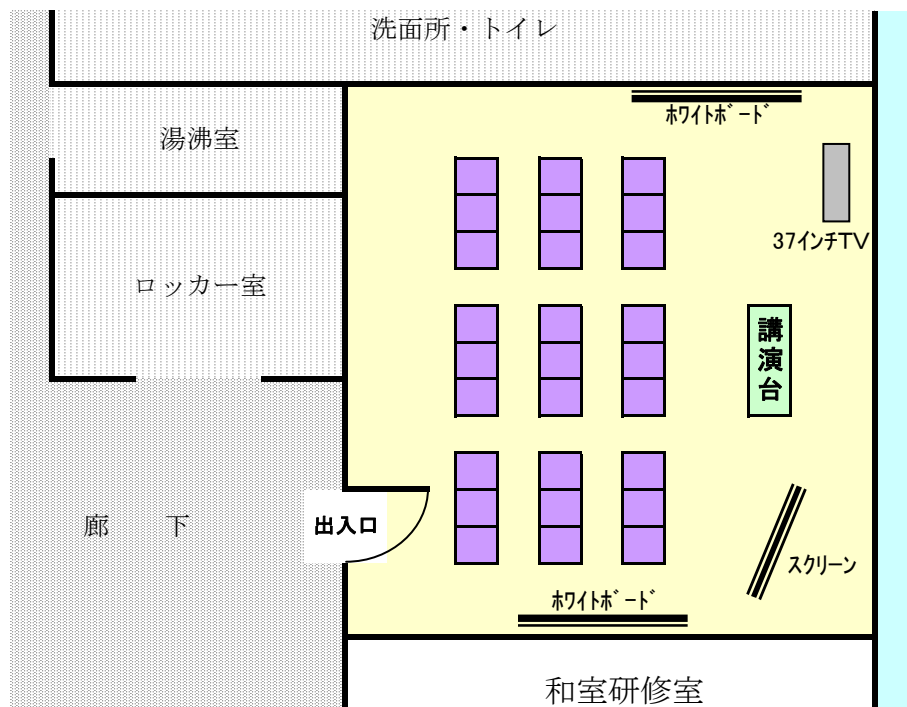 洗面所・トイレ
ﾎﾜｲﾄﾎﾞｰﾄﾞ
湯沸室
37ｲﾝﾁTV
ロッカー室
講演台
出入口
廊　下
ｽｸﾘｰﾝ
ﾎﾜｲﾄﾎﾞｰﾄﾞ
和室研修室